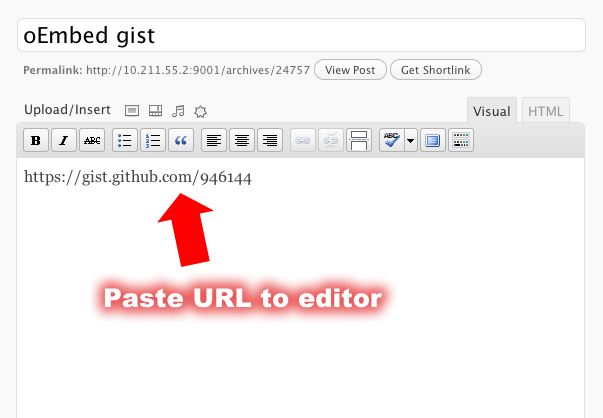 oEmbed gist
Permalink: http://10.211.55.2:9001/archives/24757 View Post Get Shortlink
Upload/Insert Visual HTML
B I ABC “ ABC
https://gist.github.com/946144
Paste URL to editor